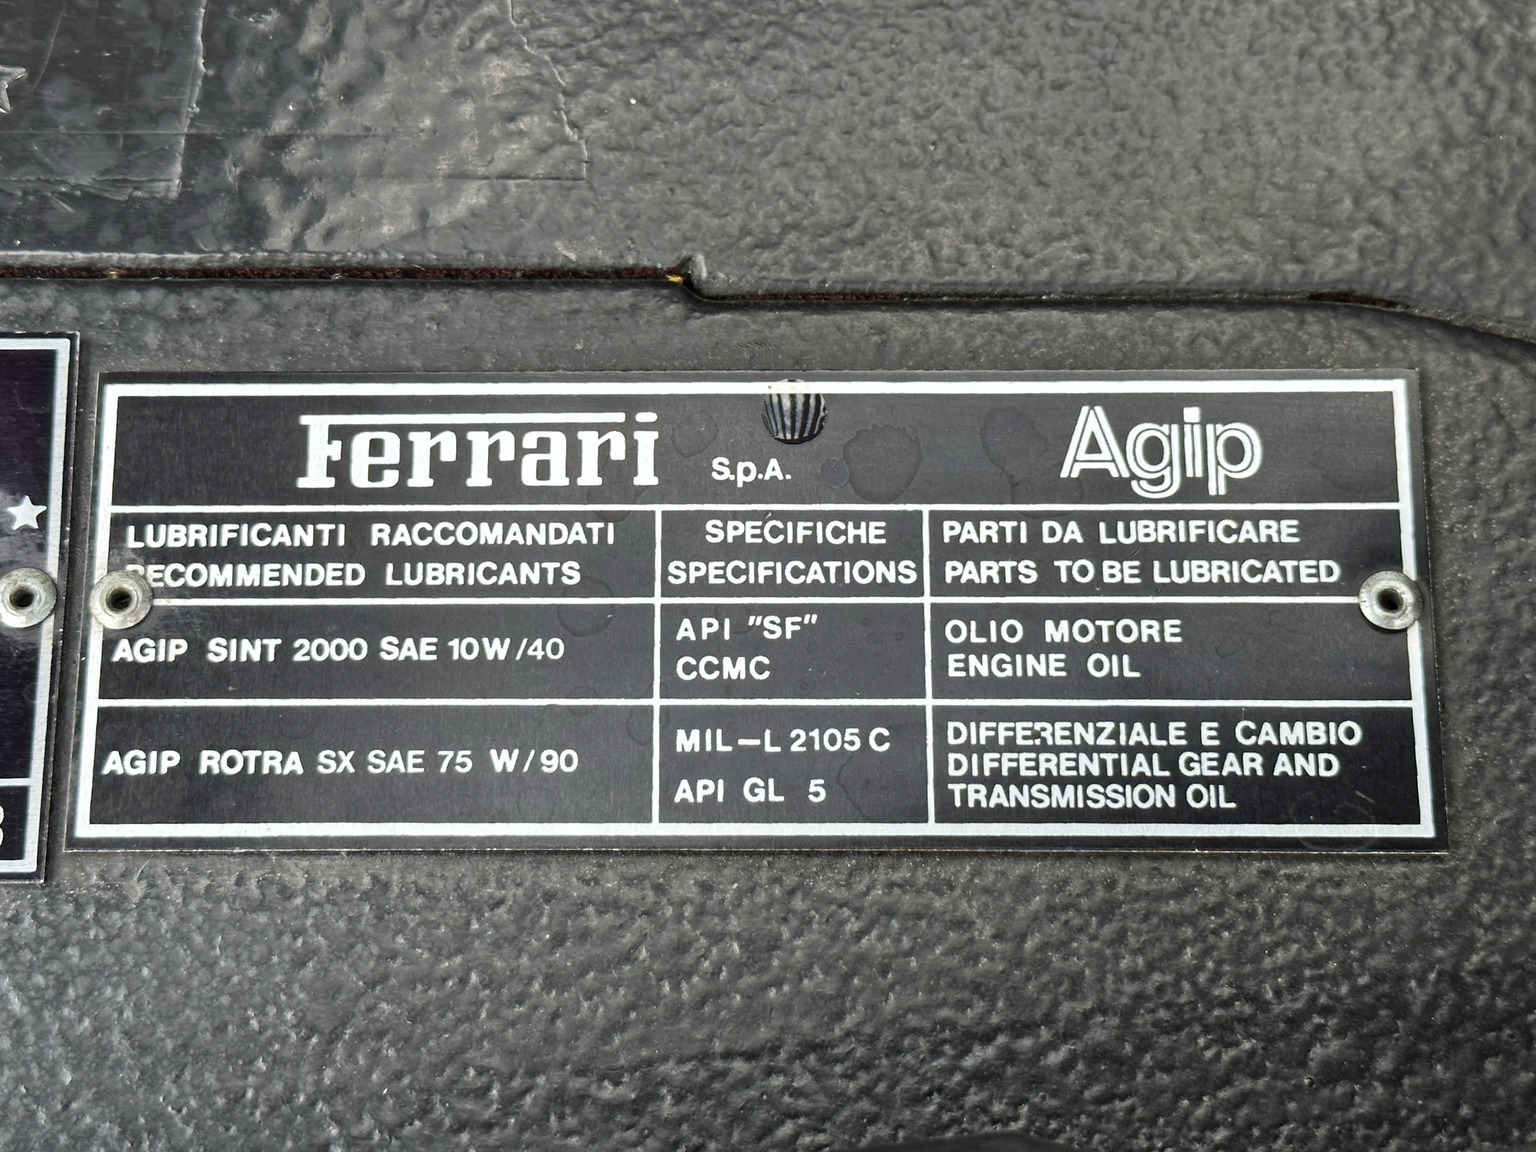 Ferrari S.p.A. Agip
LUBRIFICANTI RACCOMANDATI
RECOMMENDED LUBRICANTS
SPECIFICHE
SPECIFICATIONS
PARTI DA LUBRIFICARE
PARTS TO BE LUBRICATED
AGIP SINT 2000 SAE 10W/40
API "SF"
CCMC
OLIO MOTORE
ENGINE OIL
AGIP ROTRA SX SAE 75 W/90
MIL-L 2105 C
API GL 5
DIFFERENZIALE E CAMBIO
DIFFERENTIAL GEAR AND
TRANSMISSION OIL